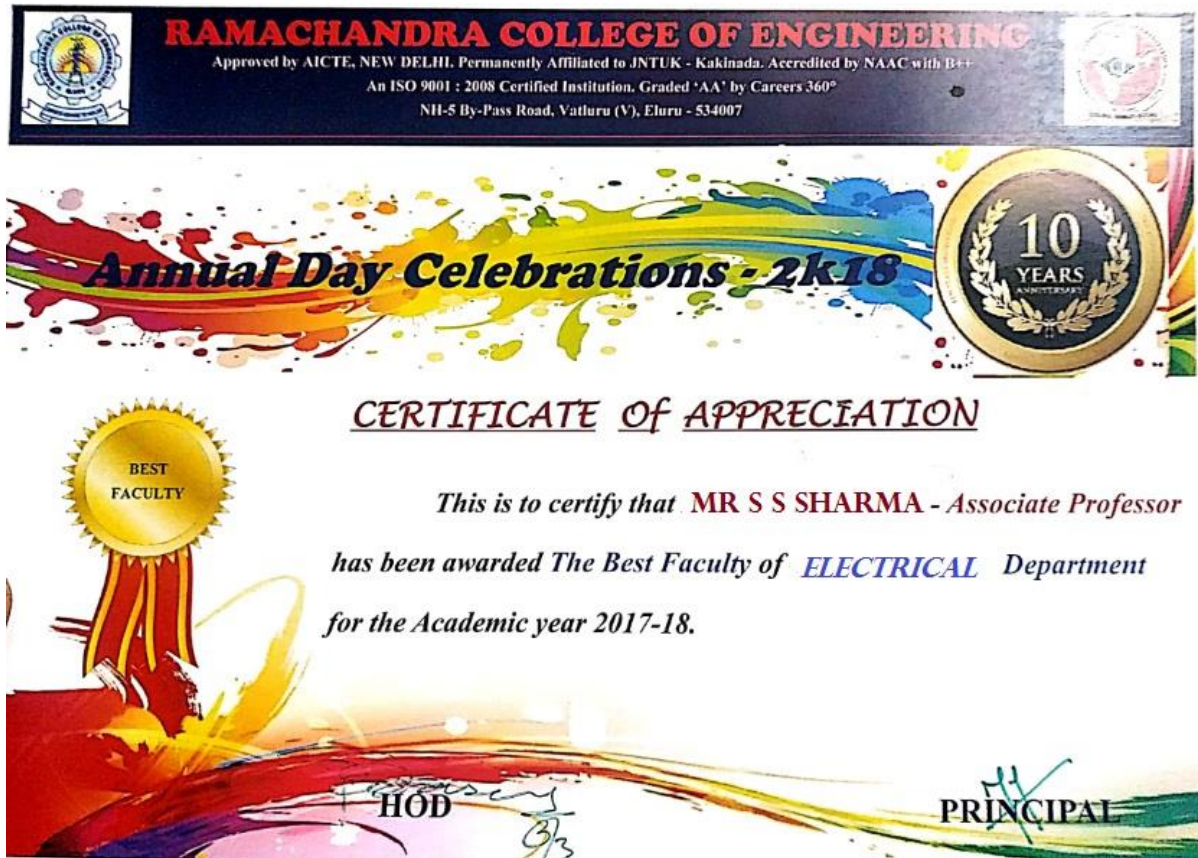 RAMACHANDRA COLLEGE OF ENGINEERING
Approved by AICTE, NEW DELHI. Permanently Affiliated to JNTUK - Kakinada. Accredited by NAAC with B++
An ISO 9001 : 2008 Certified Institution. Graded 'AA' by Careers 360°
NH-5 By-Pass Road, Vatluru (V), Eluru - 534007
Annual Day Celebrations - 2k18
10
YEARS
ANNIVERSARY
CERTIFICATE Of APPRECIATION
BEST
FACULTY
This is to certify that MR S S SHARMA - Associate Professor
has been awarded The Best Faculty of ELECTRICAL Department
for the Academic year 2017-18.
HOD
PRINCIPAL